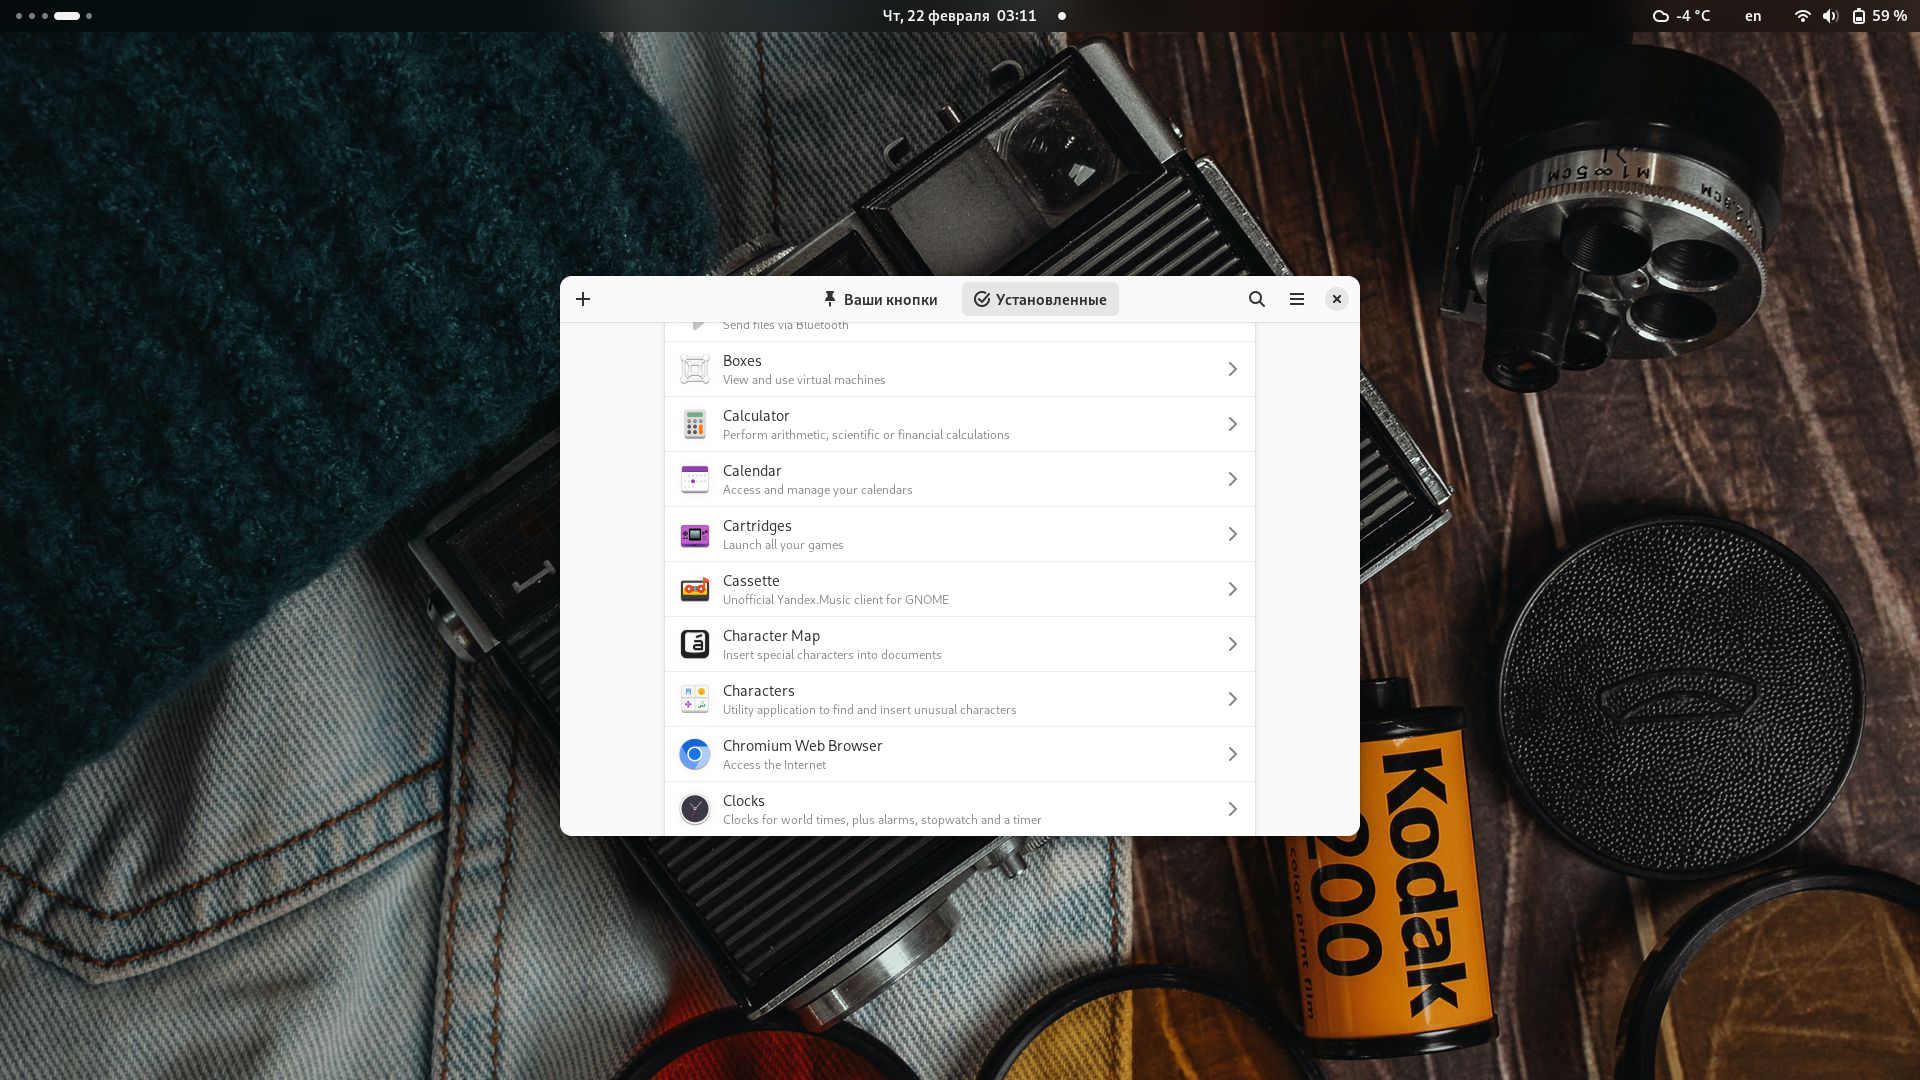 Чт, 22 февраля 03:11
-4 °C
en
59 %
Ваши кнопки
Установленные
Send files via Bluetooth
Boxes
View and use virtual machines
Calculator
Perform arithmetic, scientific or financial calculations
Calendar
Access and manage your calendars
Cartridges
Launch all your games
Cassette
Unofficial Yandex.Music client for GNOME
Character Map
Insert special characters into documents
Characters
Utility application to find and insert unusual characters
Chromium Web Browser
Access the Internet
Clocks
Clocks for world times, plus alarms, stopwatch and a timer
M1 ∞ 5CM
Kodak
200
color print film